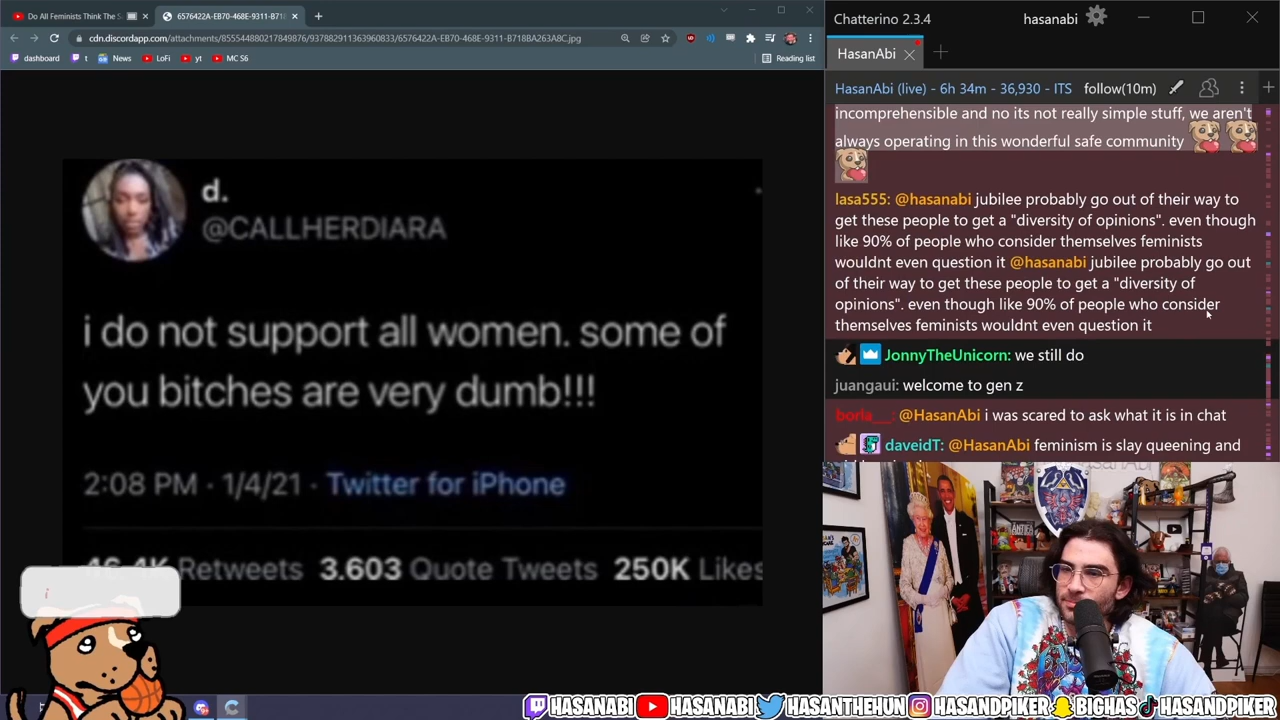 Do All Feminists Think The S
6576422A-EB70-468E-9311-B718
cdn.discordapp.com/attachments/855544880217849876/937882911363960833/6576422A-EB70-468E-9311-B718BA263A8C.jpg
dashboard
t
News
LoFi
yt
MC S6
Reading list
d.
@CALLHERDIARA
i do not support all women. some of
you bitches are very dumb!!!
2:08 PM · 1/4/21 · Twitter for iPhone
46.4K Retweets 3.603 Quote Tweets 250K Likes
i
Chatterino 2.3.4
hasanabi
HasanAbi
HasanAbi (live) - 6h 34m - 36,930 - ITS
follow(10m)
incomprehensible and no its not really simple stuff, we aren't
always operating in this wonderful safe community
lasa555: @hasanabi jubilee probably go out of their way to
get these people to get a "diversity of opinions". even though
like 90% of people who consider themselves feminists
wouldnt even question it @hasanabi jubilee probably go out
of their way to get these people to get a "diversity of
opinions". even though like 90% of people who consider
themselves feminists wouldnt even question it
JonnyTheUnicorn: we still do
juangaui: welcome to gen z
borla__: @HasanAbi i was scared to ask what it is in chat
daveidT: @HasanAbi feminism is slay queening and
HASANABI HASANABI HASANTHEHUN HASANDPIKER BIGHAS HASANDPIKER